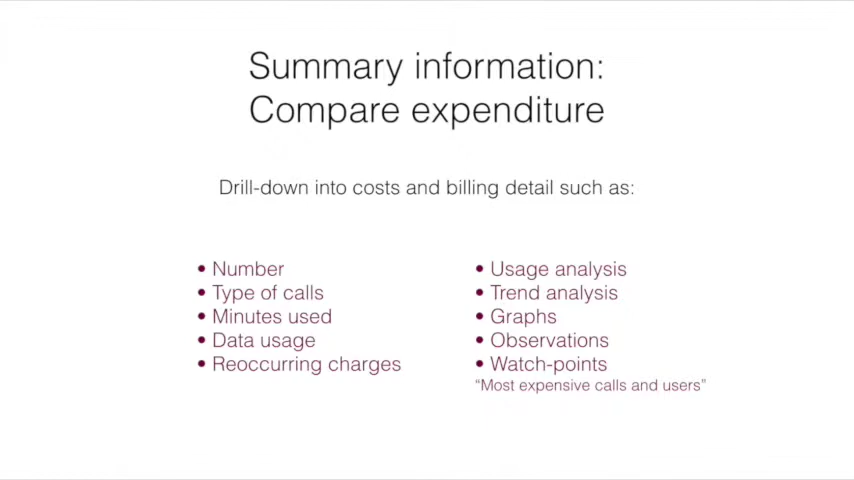 Summary information:
Compare expenditure
Drill-down into costs and billing detail such as:
• Number
• Type of calls
• Minutes used
• Data usage
• Reoccurring charges
• Usage analysis
• Trend analysis
• Graphs
• Observations
• Watch-points
“Most expensive calls and users”